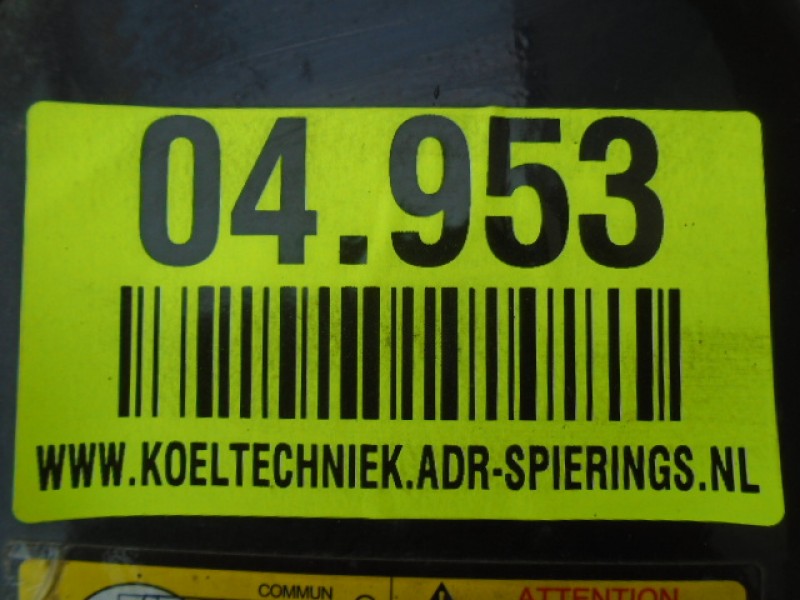 04.953
WWW.KOELTECHNIEK.ADR-SPIERINGS.NL
COMMUN
ATTENTION